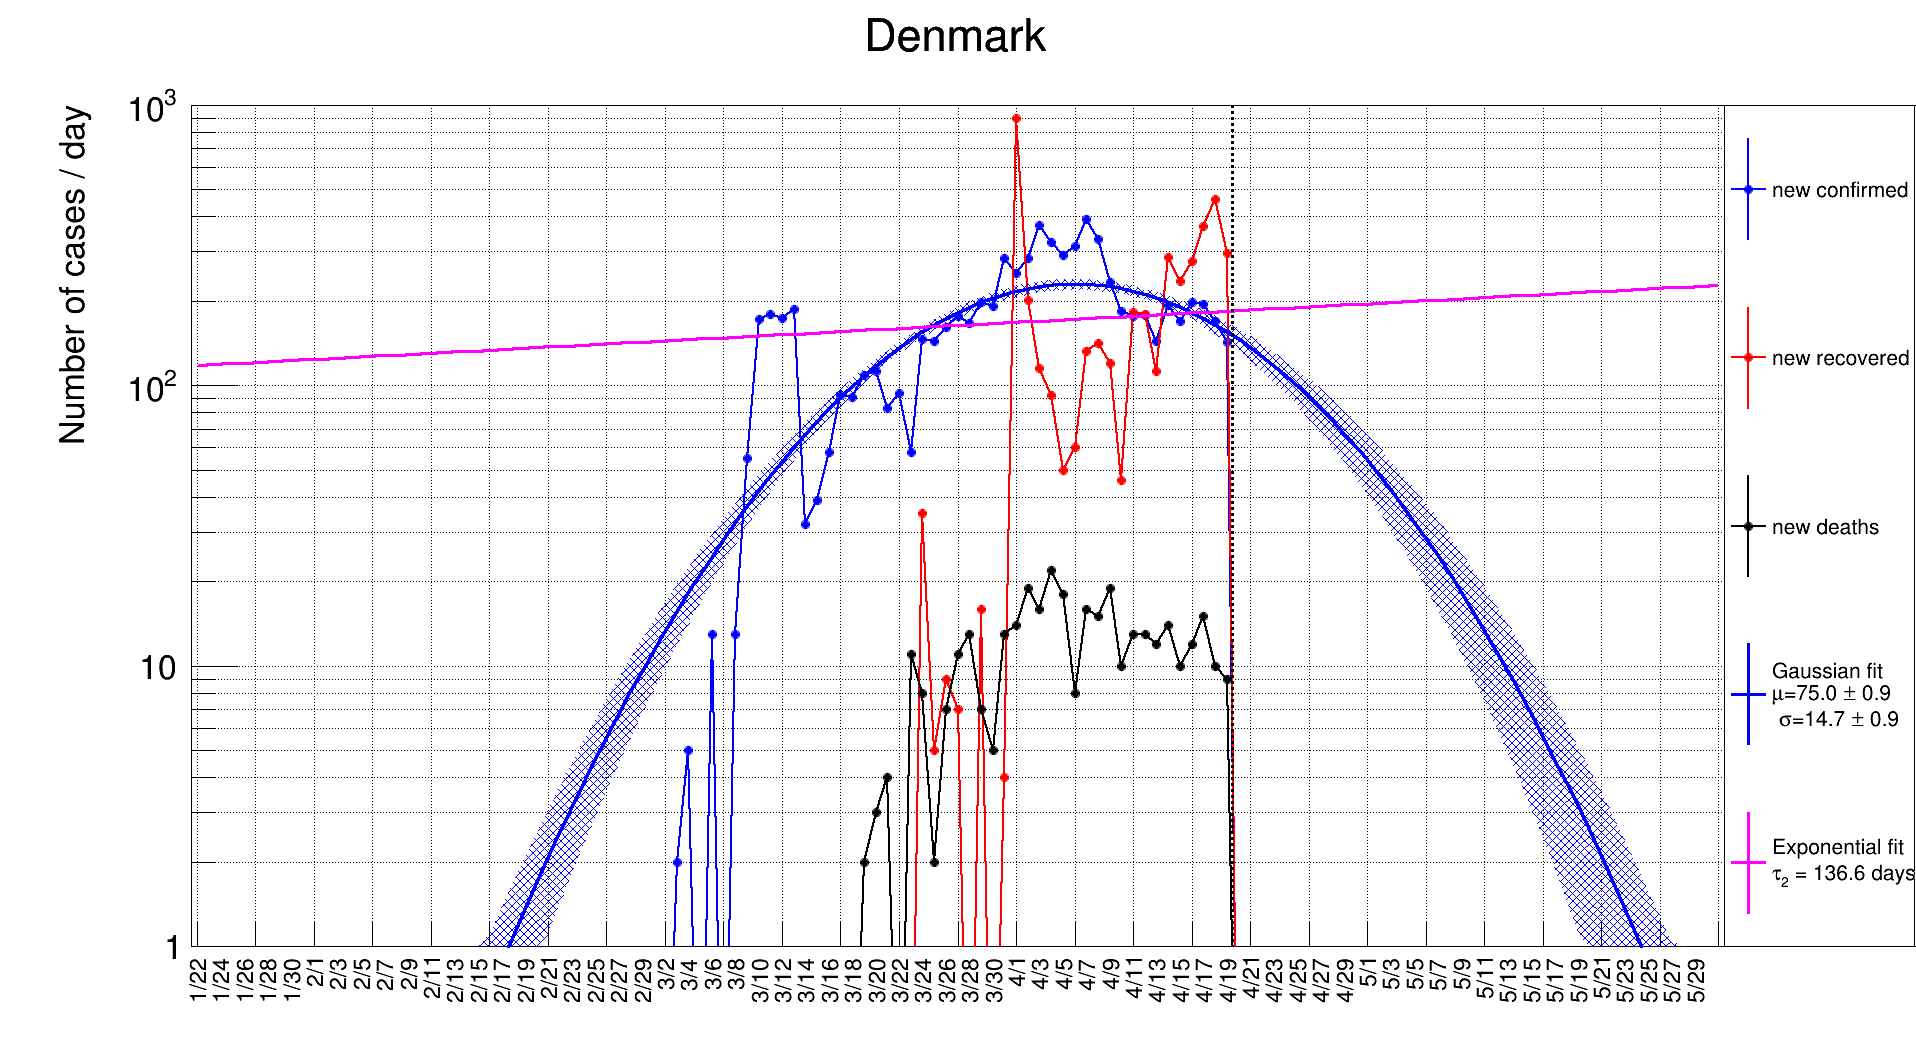 Denmark
Number of cases / day
10³
10²
10
1
1/22 1/24 1/26 1/28 1/30 2/1 2/3 2/5 2/7 2/9 2/11 2/13 2/15 2/17 2/19 2/21 2/23 2/25 2/27 2/29 3/2 3/4 3/6 3/8 3/10 3/12 3/14 3/16 3/18 3/20 3/22 3/24 3/26 3/28 3/30 4/1 4/3 4/5 4/7 4/9 4/11 4/13 4/15 4/17 4/19 4/21 4/23 4/25 4/27 4/29 5/1 5/3 5/5 5/7 5/9 5/11 5/13 5/15 5/17 5/19 5/21 5/23 5/25 5/27 5/29
new confirmed
new recovered
new deaths
Gaussian fit
μ=75.0 ± 0.9
σ=14.7 ± 0.9
Exponential fit
τ₂ = 136.6 days